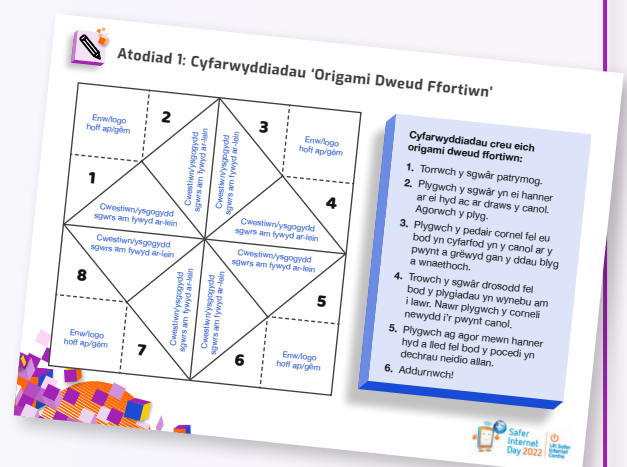 Atodiad 1: Cyfarwyddiadau ‘Origami Dweud Ffortiwn’
Enw/logo
hoff ap/gêm
2
3
Enw/logo
hoff ap/gêm
1
4
Cwestiwn/ysgogydd
sgwrs am fywyd ar-lein
Cwestiwn/ysgogydd
sgwrs am fywyd ar-lein
Cwestiwn/ysgogydd
sgwrs am fywyd ar-lein
Cwestiwn/ysgogydd
sgwrs am fywyd ar-lein
Cwestiwn/ysgogydd
sgwrs am fywyd ar-lein
Cwestiwn/ysgogydd
sgwrs am fywyd ar-lein
Cwestiwn/ysgogydd
sgwrs am fywyd ar-lein
Cwestiwn/ysgogydd
sgwrs am fywyd ar-lein
8
5
Enw/logo
hoff ap/gêm
7
6
Enw/logo
hoff ap/gêm
Cyfarwyddiadau creu eich
origami dweud ffortiwn:
1. Torrwch y sgwâr patrymog.
2. Plygwch y sgwâr yn ei hanner
ar ei hyd ac ar draws y canol.
Agorwch y plyg.
3. Plygwch y pedair cornel fel eu
bod yn cyfarfod yn y canol ar y
pwynt a grëwyd gan y ddau blyg
a wnaethoch.
4. Trowch y sgwâr drosodd fel
bod y plygiadau yn wynebu am
i lawr. Nawr plygwch y corneli
newydd i'r pwynt canol.
5. Plygwch ag agor mewn hanner
hyd a lled fel bod y pocedi yn
dechrau neidio allan.
6. Addurnwch!
Safer
Internet
Day 2022
UK Safer
Internet
Centre